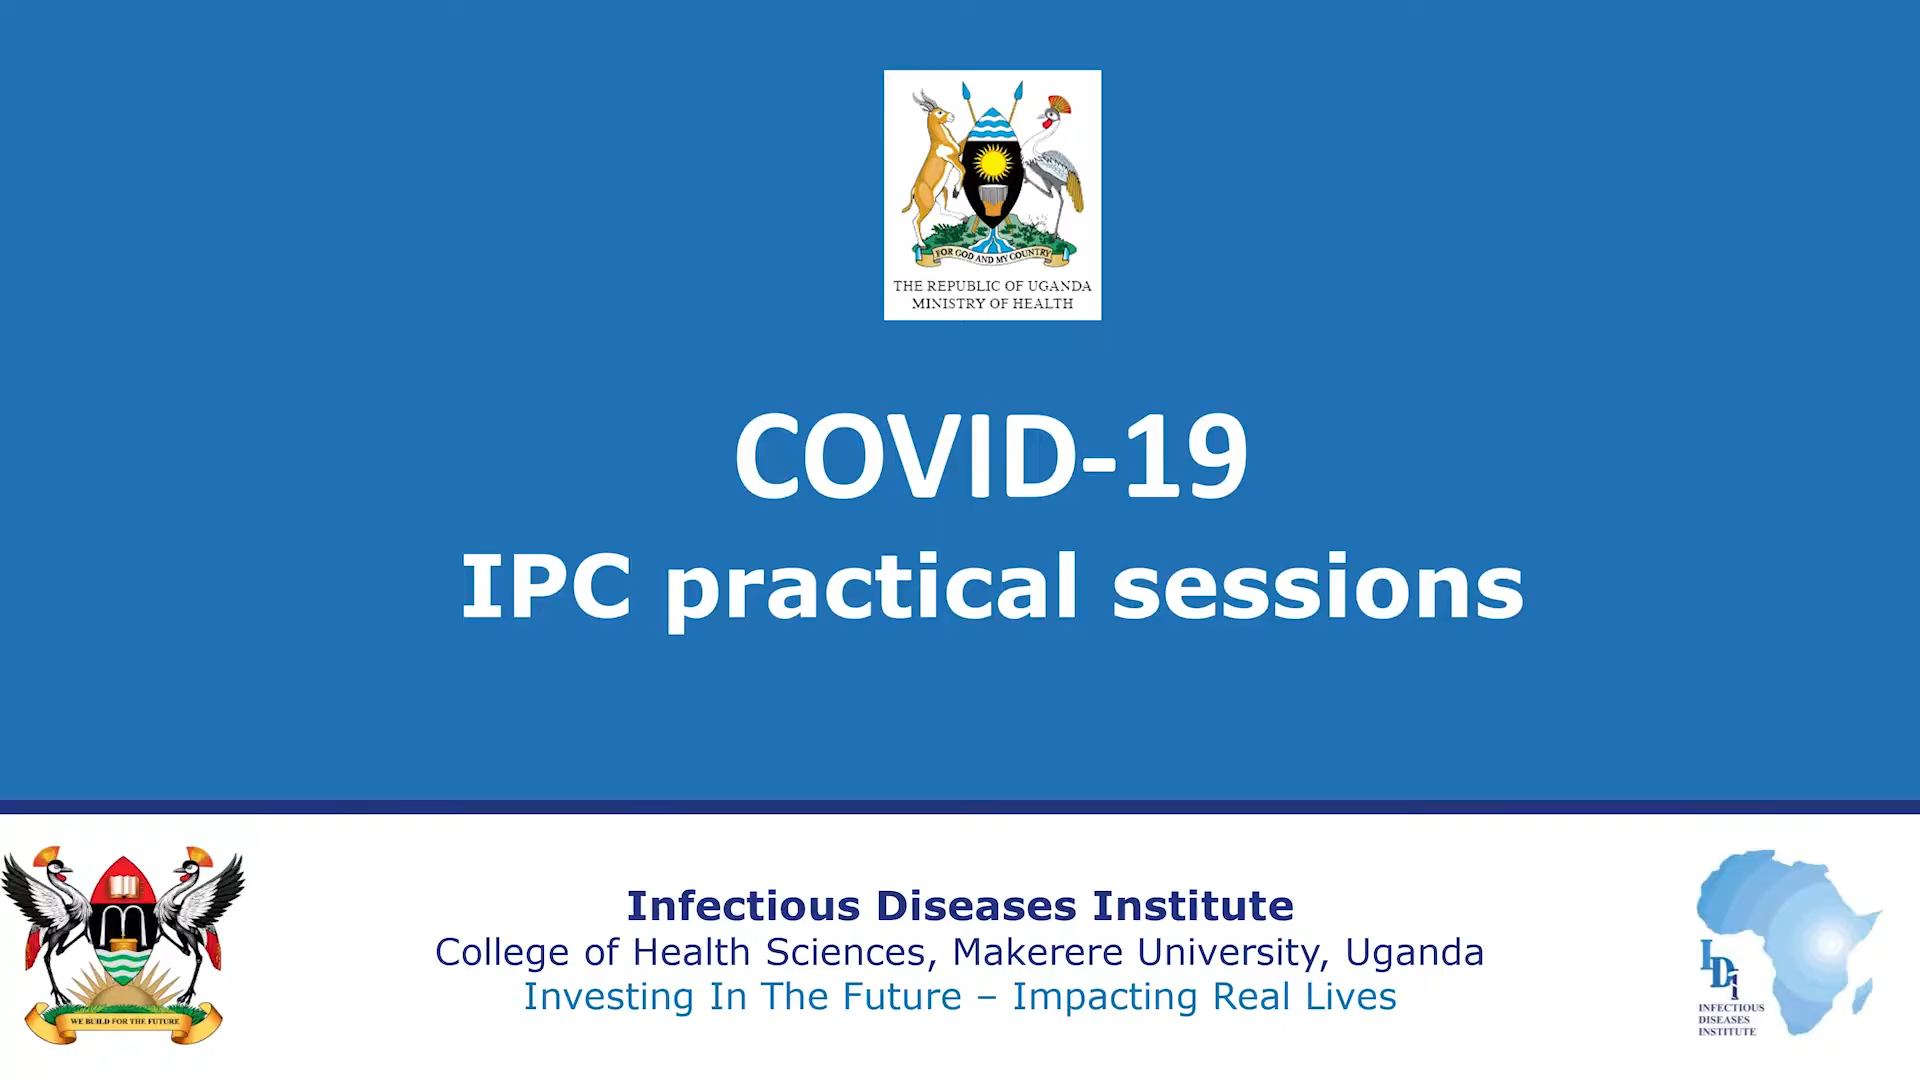 FOR GOD AND MY COUNTRY
THE REPUBLIC OF UGANDA
MINISTRY OF HEALTH
COVID-19
IPC practical sessions
WE BUILD FOR THE FUTURE
Infectious Diseases Institute
College of Health Sciences, Makerere University, Uganda
Investing In The Future – Impacting Real Lives
IDI
INFECTIOUS
DISEASES
INSTITUTE